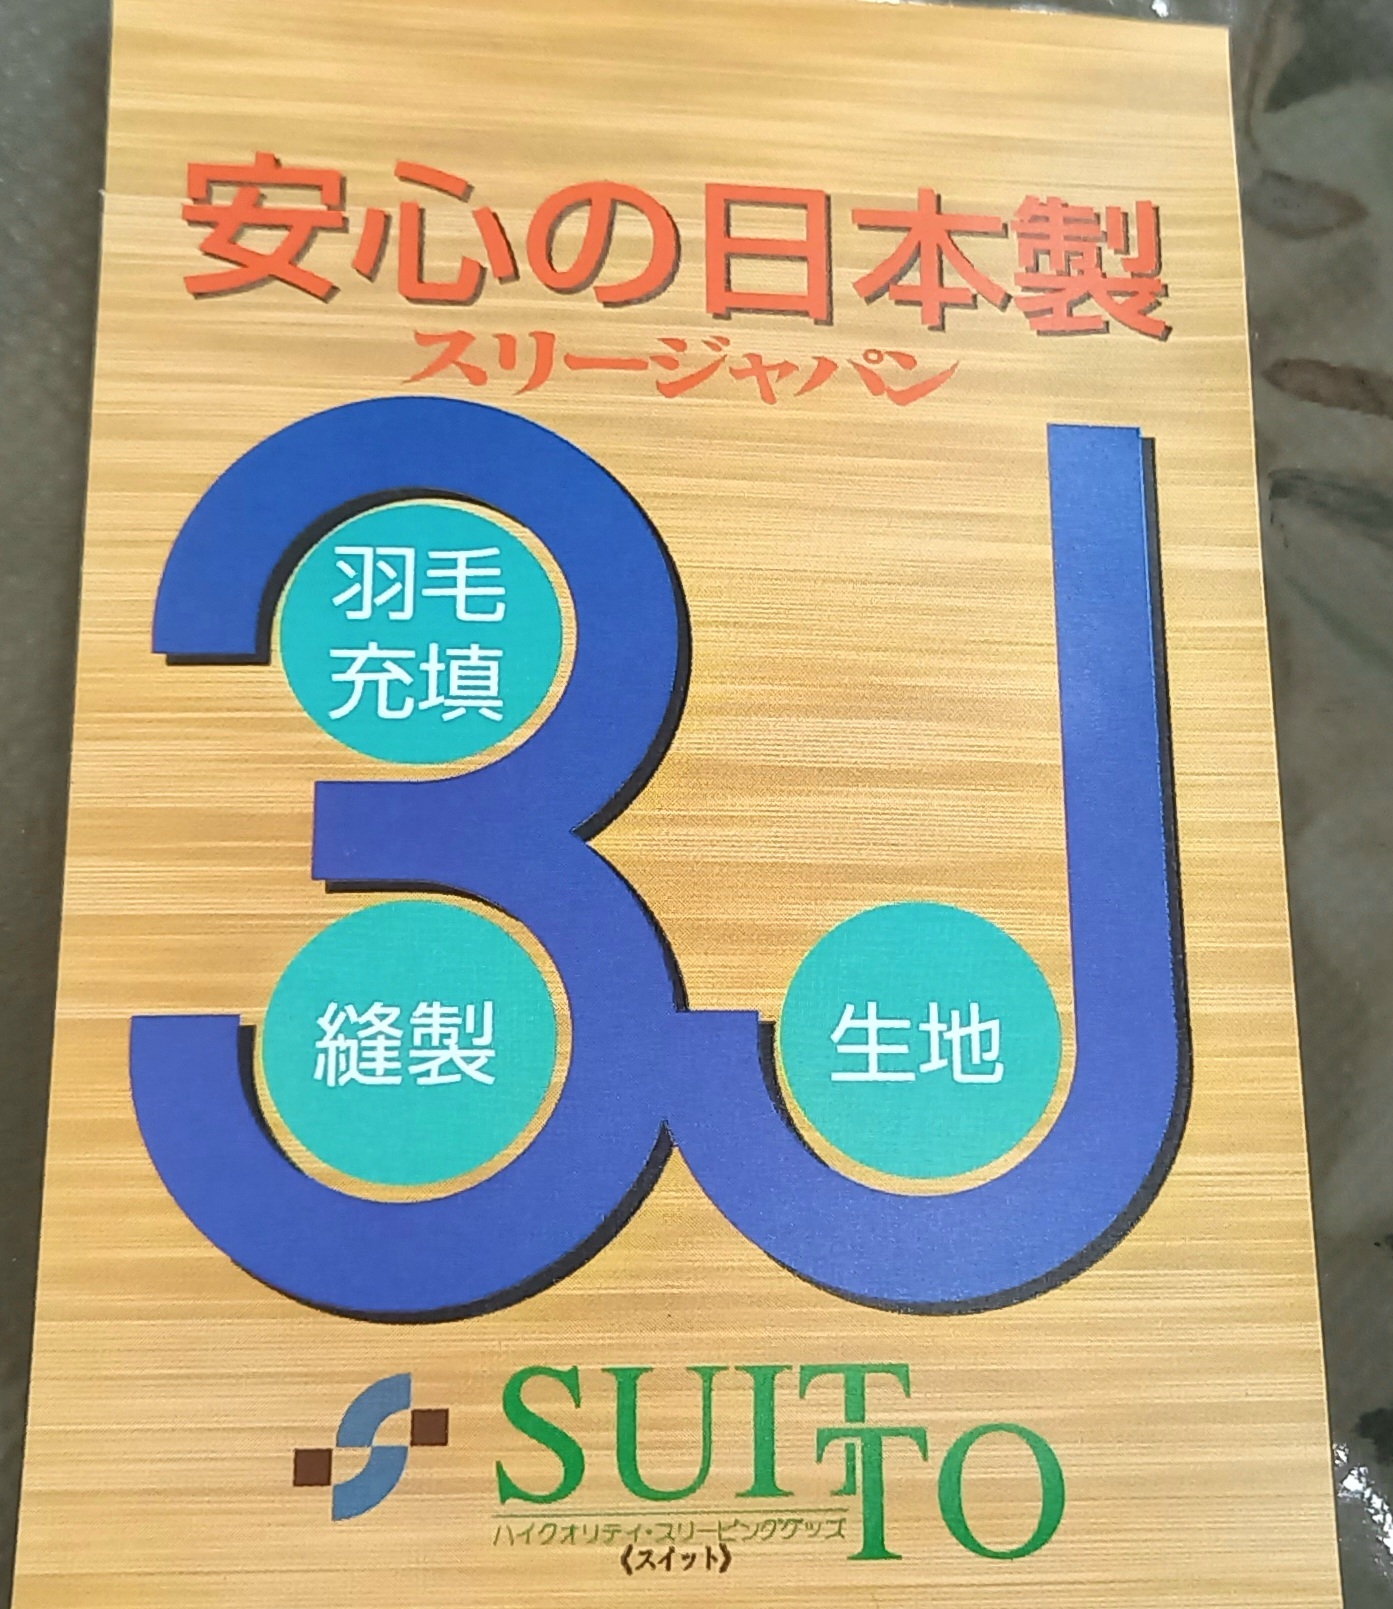 安心の日本製
スリージャパン
3J
羽毛
充填
縫製
生地
SUITTO
ハイクオリティ・スリーピンググッズ
《スイット》